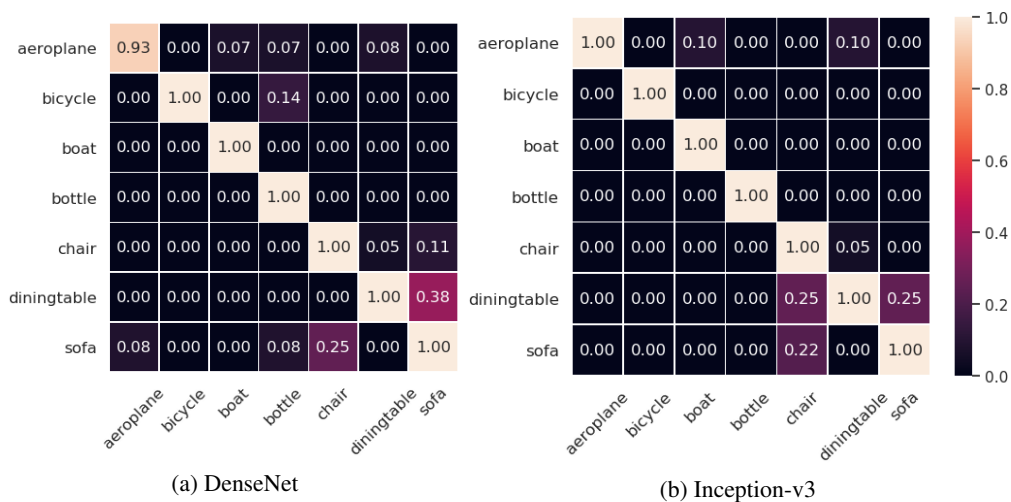 aeroplane 0.93 0.00 0.07 0.07 0.00 0.08 0.00
bicycle 0.00 1.00 0.00 0.14 0.00 0.00 0.00
boat 0.00 0.00 1.00 0.00 0.00 0.00 0.00
bottle 0.00 0.00 0.00 1.00 0.00 0.00 0.00
chair 0.00 0.00 0.00 0.00 1.00 0.05 0.11
diningtable 0.00 0.00 0.00 0.00 0.00 1.00 0.38
sofa 0.08 0.00 0.00 0.08 0.25 0.00 1.00
aeroplane bicycle boat bottle chair diningtable sofa
(a) DenseNet
aeroplane 1.00 0.00 0.10 0.00 0.00 0.10 0.00
bicycle 0.00 1.00 0.00 0.00 0.00 0.00 0.00
boat 0.00 0.00 1.00 0.00 0.00 0.00 0.00
bottle 0.00 0.00 0.00 1.00 0.00 0.00 0.00
chair 0.00 0.00 0.00 0.00 1.00 0.05 0.00
diningtable 0.00 0.00 0.00 0.00 0.25 1.00 0.25
sofa 0.00 0.00 0.00 0.00 0.22 0.00 1.00
aeroplane bicycle boat bottle chair diningtable sofa
(b) Inception-v3
1.0
0.8
0.6
0.4
0.2
0.0